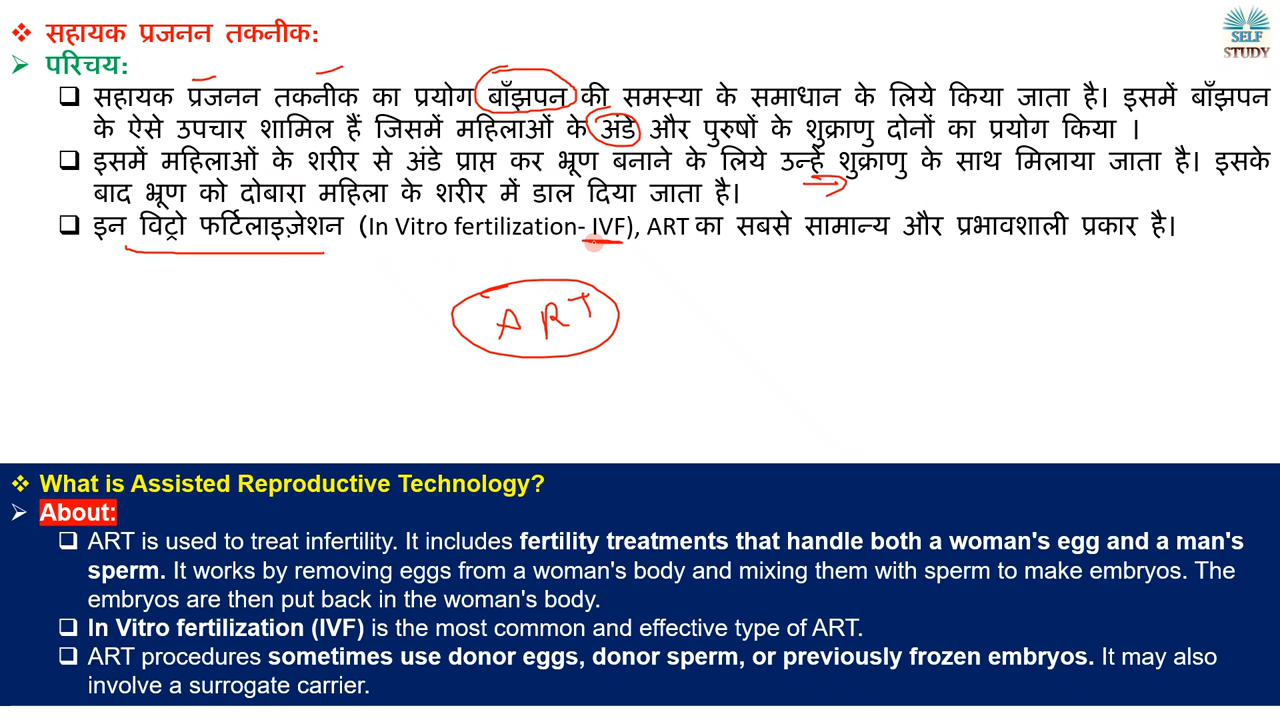 ❖ सहायक प्रजनन तकनीक:
SELF
STUDY
➤ परिचय:
❑ सहायक प्रजनन तकनीक का प्रयोग बाँझपन की समस्या के समाधान के लिये किया जाता है। इसमें बाँझपन
के ऐसे उपचार शामिल हैं जिसमें महिलाओं के अंडे और पुरुषों के शुक्राणु दोनों का प्रयोग किया ।
❑ इसमें महिलाओं के शरीर से अंडे प्राप्त कर भ्रूण बनाने के लिये उन्हें शुक्राणु के साथ मिलाया जाता है। इसके
बाद भ्रूण को दोबारा महिला के शरीर में डाल दिया जाता है।
❑ इन विट्रो फर्टिलाइज़ेशन (In Vitro fertilization- IVF), ART का सबसे सामान्य और प्रभावशाली प्रकार है।
ART
❖ What is Assisted Reproductive Technology?
➤ About:
❑ ART is used to treat infertility. It includes fertility treatments that handle both a woman's egg and a man's
sperm. It works by removing eggs from a woman's body and mixing them with sperm to make embryos. The
embryos are then put back in the woman's body.
❑ In Vitro fertilization (IVF) is the most common and effective type of ART.
❑ ART procedures sometimes use donor eggs, donor sperm, or previously frozen embryos. It may also
involve a surrogate carrier.